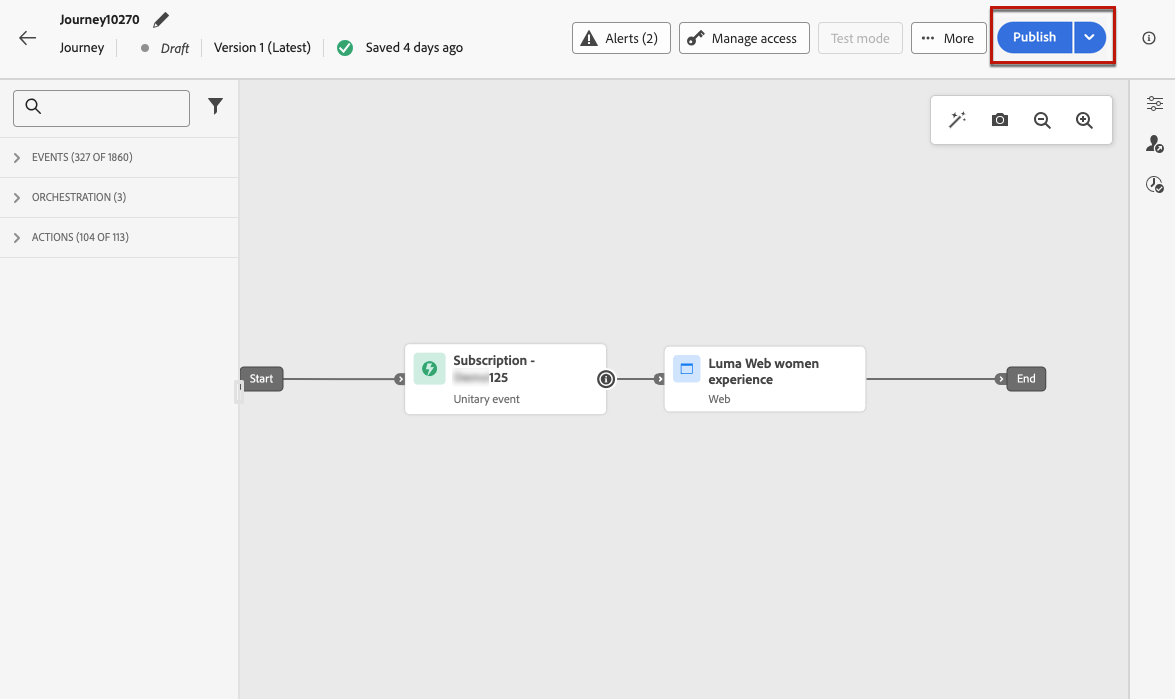 Journey10270
Journey
Draft
Version 1 (Latest)
Saved 4 days ago
Alerts (2)
Manage access
Test mode
More
Publish
EVENTS (327 OF 1860)
ORCHESTRATION (3)
ACTIONS (104 OF 113)
Start
Subscription -
125
Unitary event
Luma Web women
experience
Web
End